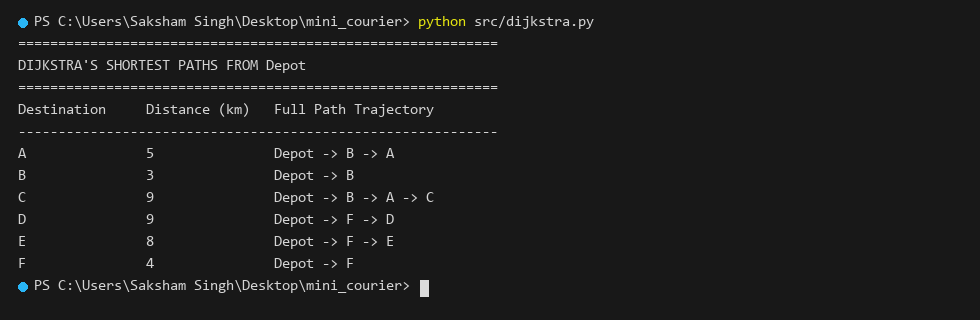 PS C:\Users\Saksham Singh\Desktop\mini_courier> python src/dijkstra.py
============================================================
DIJKSTRA'S SHORTEST PATHS FROM Depot
============================================================
Destination     Distance (km)   Full Path Trajectory
------------------------------------------------------------
A               5               Depot -> B -> A
B               3               Depot -> B
C               9               Depot -> B -> A -> C
D               9               Depot -> F -> D
E               8               Depot -> F -> E
F               4               Depot -> F
PS C:\Users\Saksham Singh\Desktop\mini_courier>